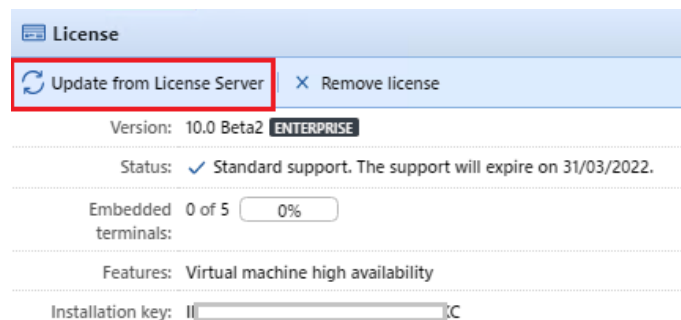 License
Update from License Server Remove license
Version: 10.0 Beta2 ENTERPRISE
Status: Standard support. The support will expire on 31/03/2022.
Embedded 0 of 5 0%
terminals:
Features: Virtual machine high availability
Installation key: